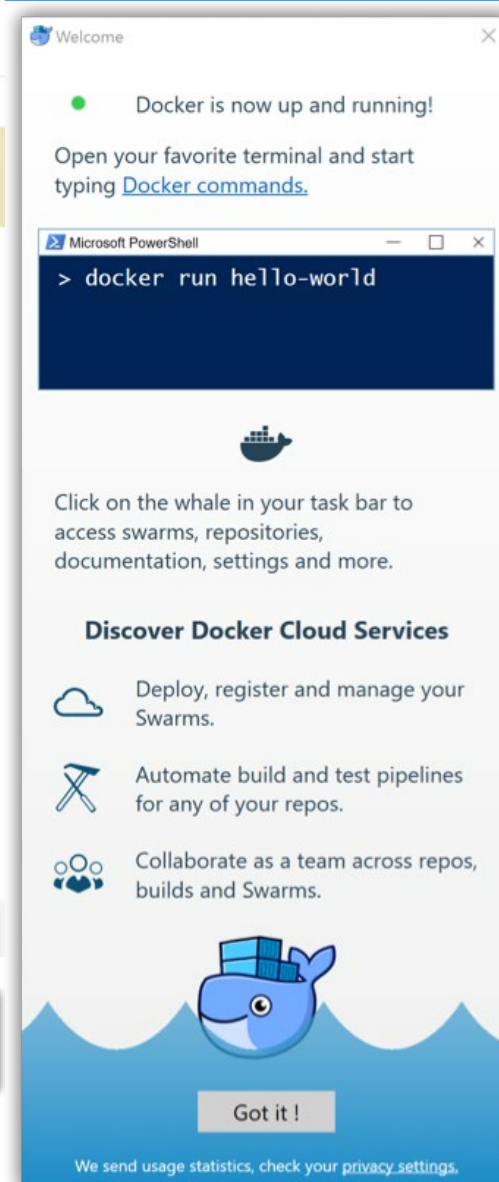 Welcome
Docker is now up and running!
Open your favorite terminal and start
typing Docker commands.
Microsoft PowerShell
> docker run hello-world
Click on the whale in your task bar to
access swarms, repositories,
documentation, settings and more.
Discover Docker Cloud Services
Deploy, register and manage your
Swarms.
Automate build and test pipelines
for any of your repos.
Collaborate as a team across repos,
builds and Swarms.
Got it !
We send usage statistics, check your privacy settings.